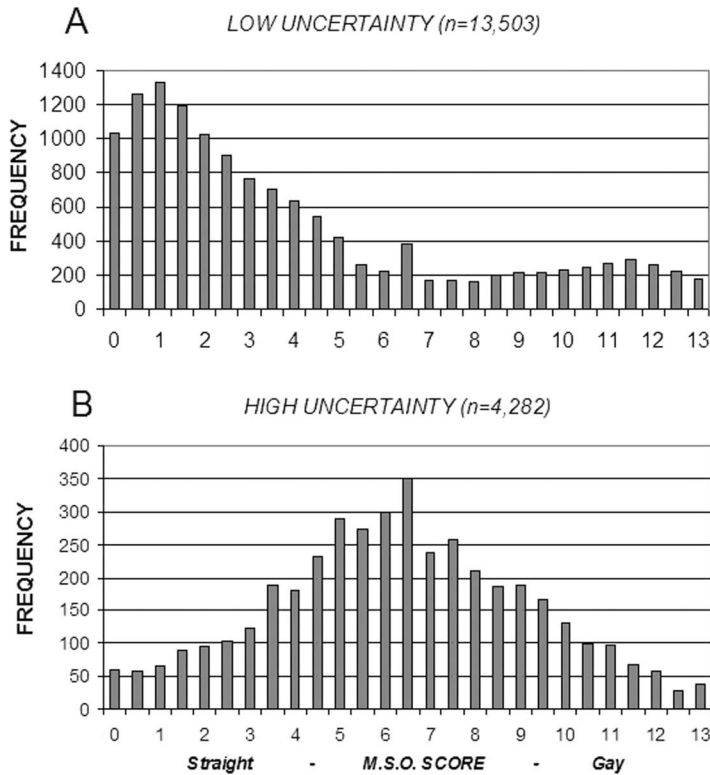 A
LOW UNCERTAINTY (n=13,503)
FREQUENCY
1400
1200
1000
800
600
400
200
0
0 1 2 3 4 5 6 7 8 9 10 11 12 13
B
HIGH UNCERTAINTY (n=4,282)
FREQUENCY
400
350
300
250
200
150
100
50
0
0 1 2 3 4 5 6 7 8 9 10 11 12 13
Straight - M.S.O. SCORE - Gay